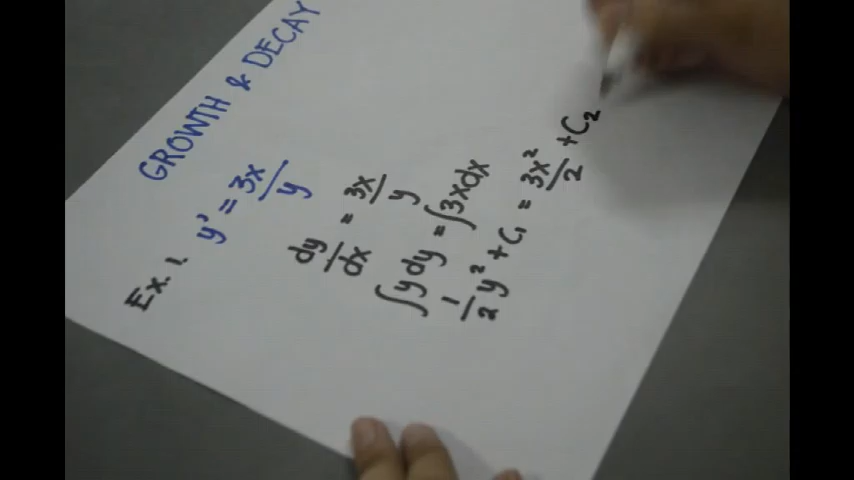 GROWTH & DECAY
Ex. 1. y' = 3x/y
dy/dx = 3x/y
∫y dy = ∫3x dx
1/2 y² + C₁ = 3x²/2 + C₂